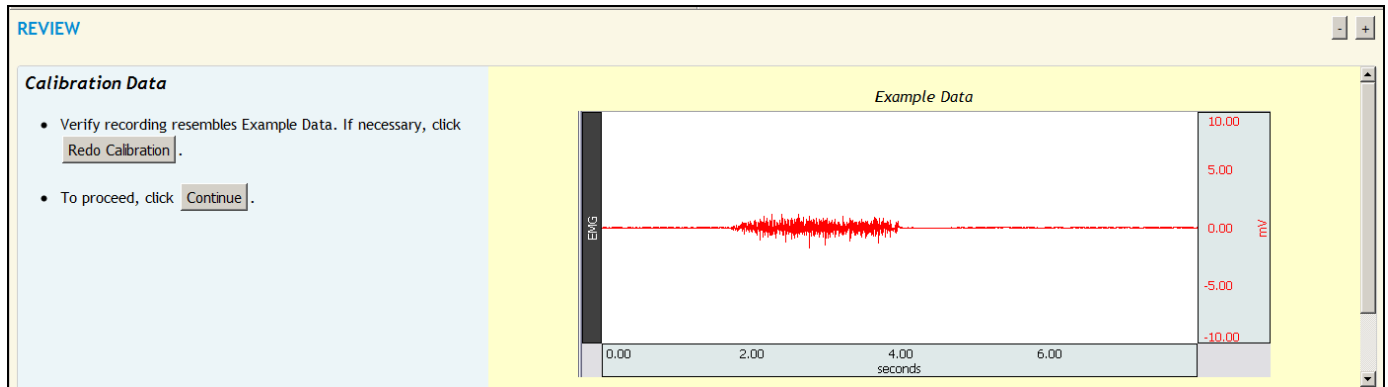 REVIEW
- +
Calibration Data
• Verify recording resembles Example Data. If necessary, click
Redo Calibration .
• To proceed, click Continue .
Example Data
EMG
10.00
5.00
0.00
-5.00
-10.00
mV
0.00 2.00 4.00 6.00
seconds